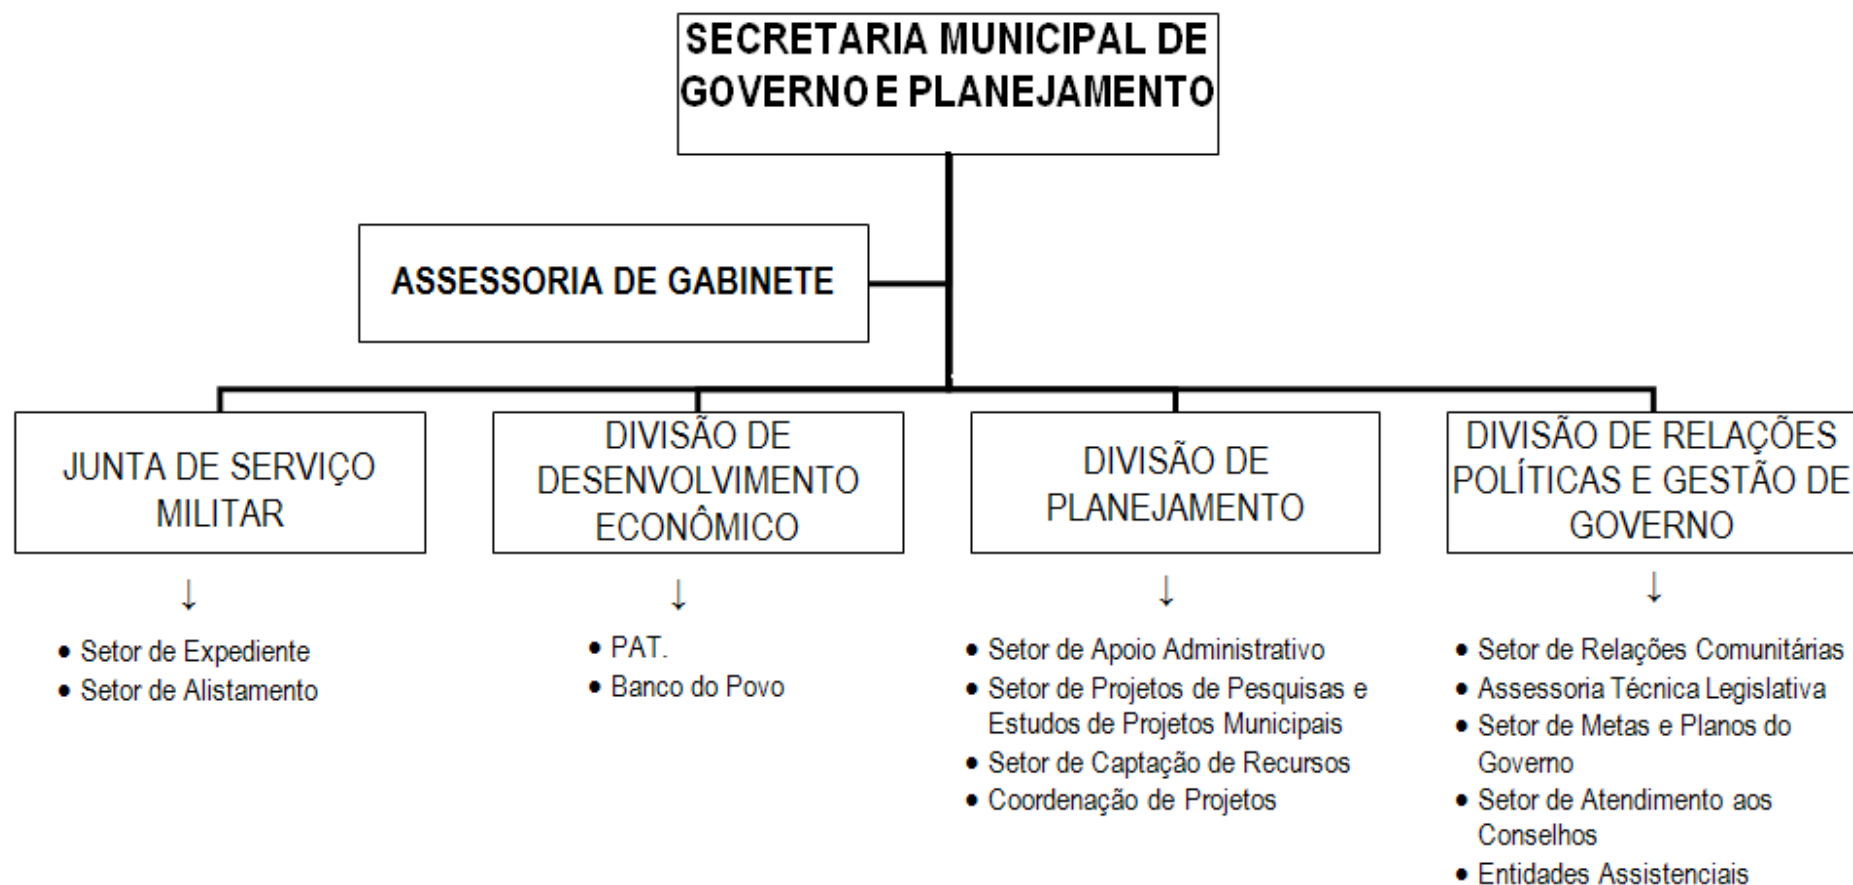 SECRETARIA MUNICIPAL DE
GOVERNO E PLANEJAMENTO
ASSESSORIA DE GABINETE
JUNTA DE SERVIÇO
MILITAR
↓
• Setor de Expediente
• Setor de Alistamento
DIVISÃO DE
DESENVOLVIMENTO
ECONÔMICO
↓
• PAT.
• Banco do Povo
DIVISÃO DE
PLANEJAMENTO
↓
• Setor de Apoio Administrativo
• Setor de Projetos de Pesquisas e
Estudos de Projetos Municipais
• Setor de Captação de Recursos
• Coordenação de Projetos
DIVISÃO DE RELAÇÕES
POLÍTICAS E GESTÃO DE
GOVERNO
↓
• Setor de Relações Comunitárias
• Assessoria Técnica Legislativa
• Setor de Metas e Planos do
Governo
• Setor de Atendimento aos
Conselhos
• Entidades Assistenciais